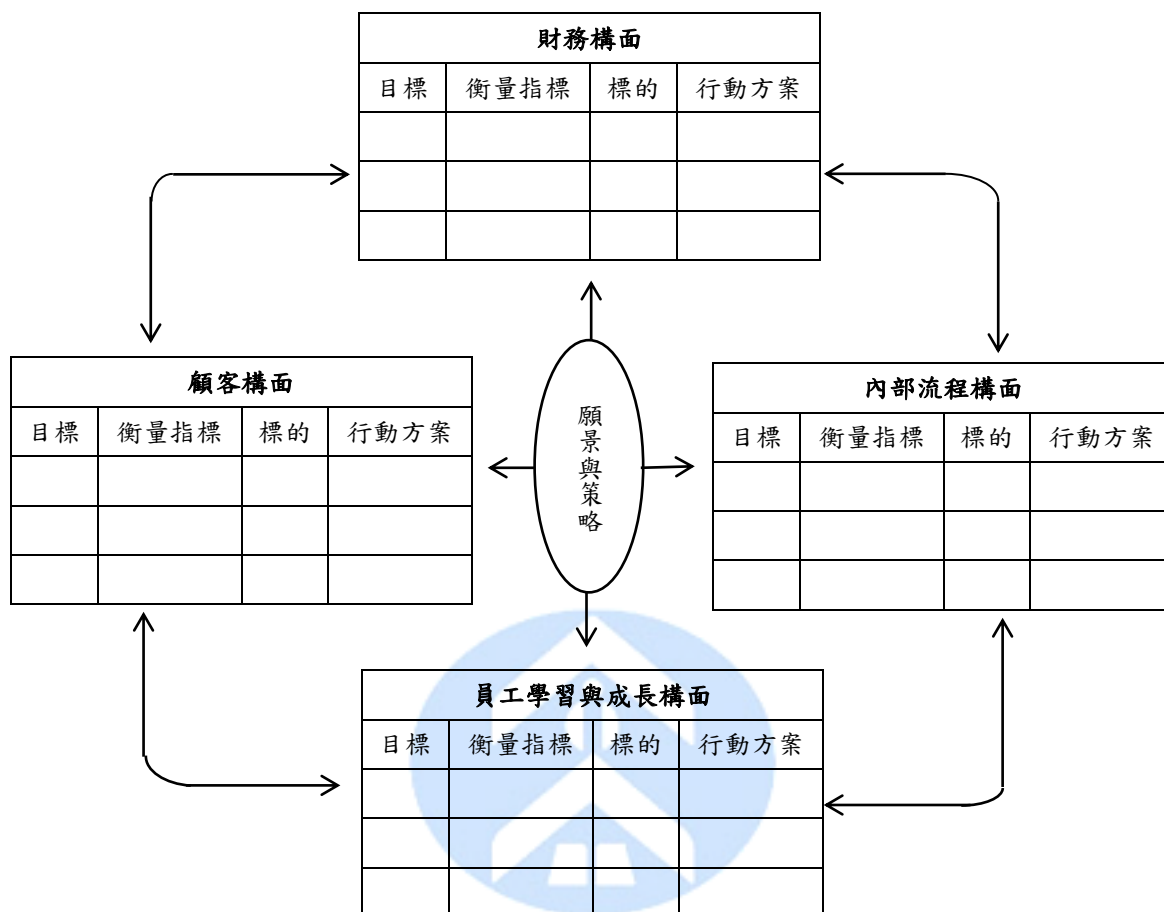 財務構面
目標 衡量指標 標的 行動方案
顧客構面
目標 衡量指標 標的 行動方案
願景與策略
內部流程構面
目標 衡量指標 標的 行動方案
員工學習與成長構面
目標 衡量指標 標的 行動方案